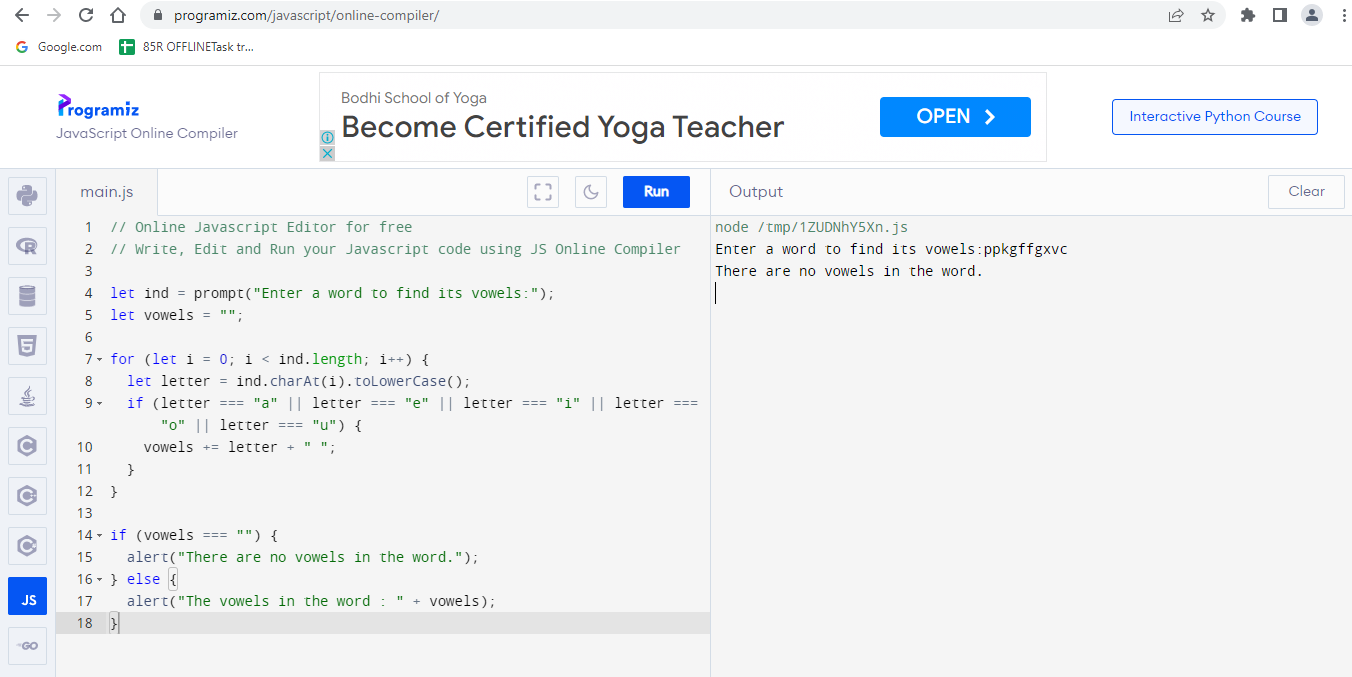 programiz.com/javascript/online-compiler/
Google.com
85R OFFLINETask tr...
Programiz
JavaScript Online Compiler
Bodhi School of Yoga
Become Certified Yoga Teacher
OPEN
Interactive Python Course
main.js
Run
Output
Clear
1 // Online Javascript Editor for free
2 // Write, Edit and Run your Javascript code using JS Online Compiler
3
4 let ind = prompt("Enter a word to find its vowels:");
5 let vowels = "";
6
7 for (let i = 0; i < ind.length; i++) {
8 let letter = ind.charAt(i).toLowerCase();
9 if (letter === "a" || letter === "e" || letter === "i" || letter ===
"o" || letter === "u") {
10 vowels += letter + " ";
11 }
12 }
13
14 if (vowels === "") {
15 alert("There are no vowels in the word.");
16 } else {
17 alert("The vowels in the word : " + vowels);
18 }
node /tmp/1ZUDNhY5Xn.js
Enter a word to find its vowels:ppkgffgxvc
There are no vowels in the word.
R
5
C
C
C
JS
GO